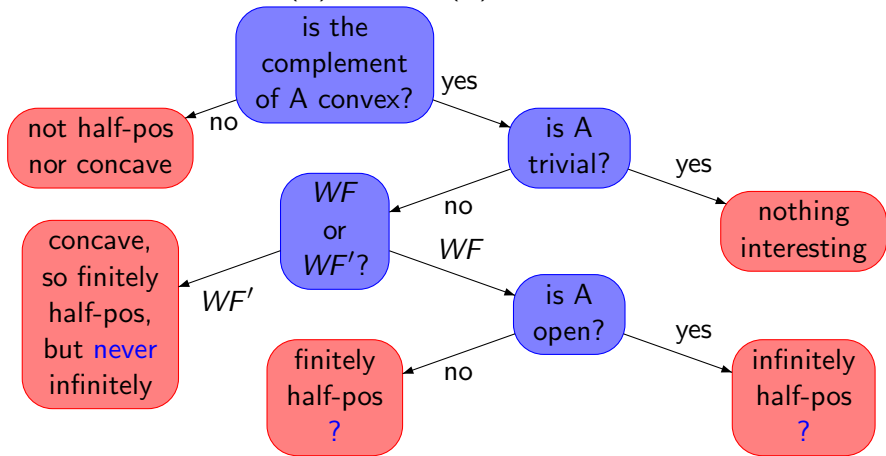 is the
complement
of A convex?
yes
no
not half-pos
nor concave
is A
trivial?
yes
no
nothing
interesting
WF
or
WF′?
WF
WF′
concave,
so finitely
half-pos,
but never
infinitely
is A
open?
yes
no
finitely
half-pos
?
infinitely
half-pos
?